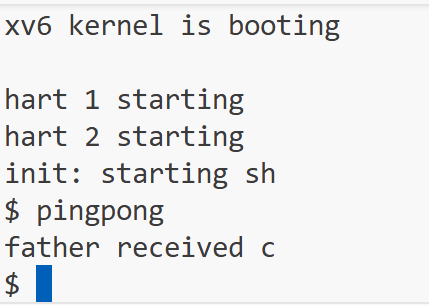 xv6 kernel is booting
hart 1 starting
hart 2 starting
init: starting sh
$ pingpong
father received c
$